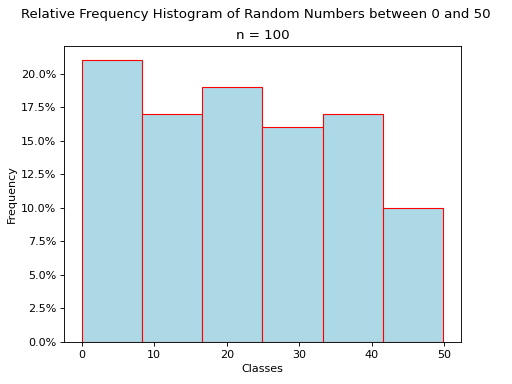 Relative Frequency Histogram of Random Numbers between 0 and 50
n = 100
20.0%
17.5%
15.0%
12.5%
10.0%
7.5%
5.0%
2.5%
0.0%
Frequency
0 10 20 30 40 50
Classes